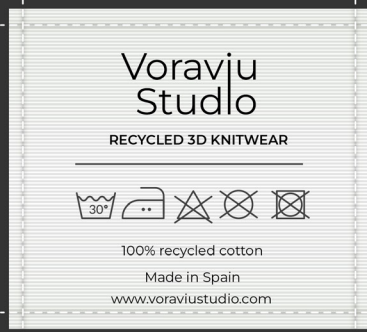 Voraviu
Studio
RECYCLED 3D KNITWEAR
30°
100% recycled cotton
Made in Spain
www.voraviustudio.com